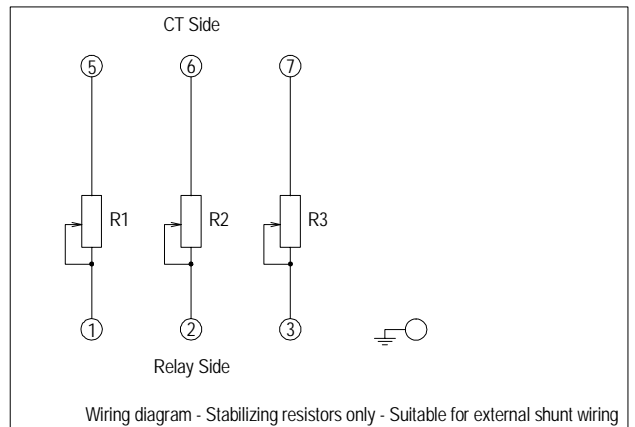 CT Side
5 6 7
R1 R2 R3
1 2 3
Relay Side
Wiring diagram - Stabilizing resistors only - Suitable for external shunt wiring